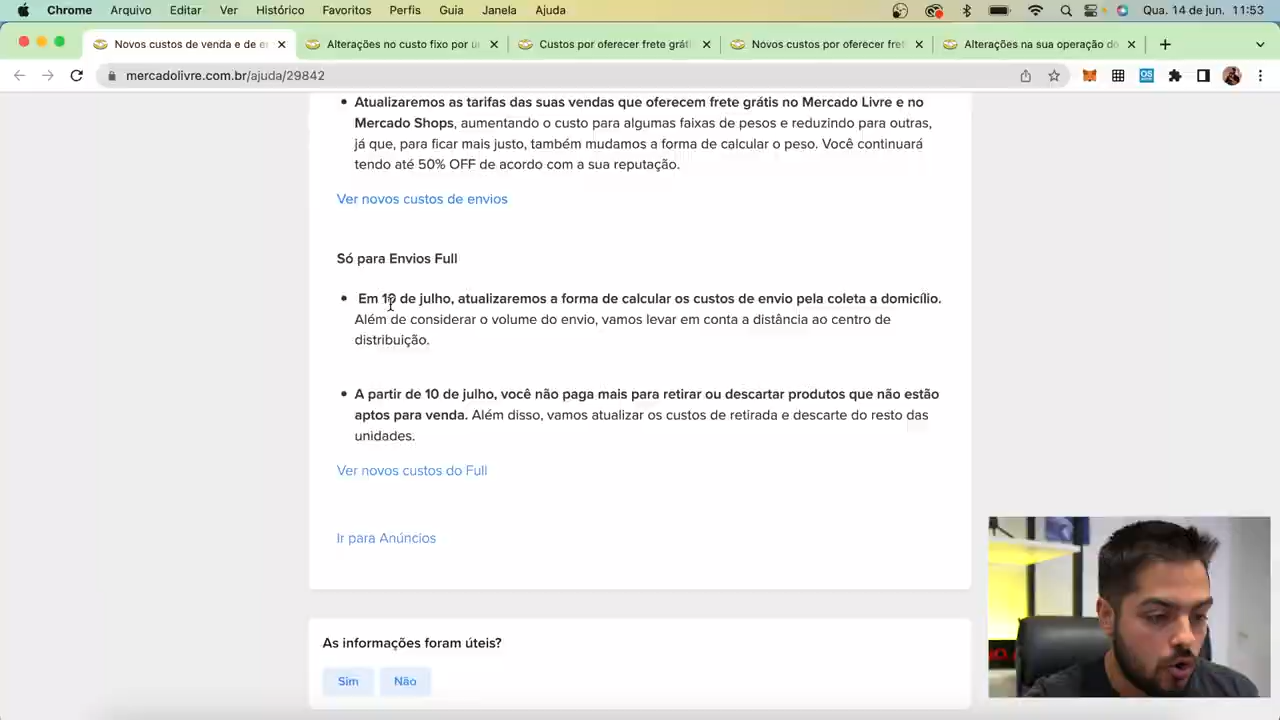 Chrome Arquivo Editar Ver Histórico Favoritos Perfis Guia Janela Ajuda Qua. 14 de jun. 11:53
Novos custos de venda e de er Alterações no custo fixo por u Custos por oferecer frete gráti Novos custos por oferecer fret Alterações na sua operação do
mercadolivre.com.br/ajuda/29842
• Atualizaremos as tarifas das suas vendas que oferecem frete grátis no Mercado Livre e no
Mercado Shops, aumentando o custo para algumas faixas de pesos e reduzindo para outras,
já que, para ficar mais justo, também mudamos a forma de calcular o peso. Você continuará
tendo até 50% OFF de acordo com a sua reputação.
Ver novos custos de envios
Só para Envios Full
• Em 10 de julho, atualizaremos a forma de calcular os custos de envio pela coleta a domicílio.
Além de considerar o volume do envio, vamos levar em conta a distância ao centro de
distribuição.
• A partir de 10 de julho, você não paga mais para retirar ou descartar produtos que não estão
aptos para venda. Além disso, vamos atualizar os custos de retirada e descarte do resto das
unidades.
Ver novos custos do Full
Ir para Anúncios
As informações foram úteis?
Sim Não